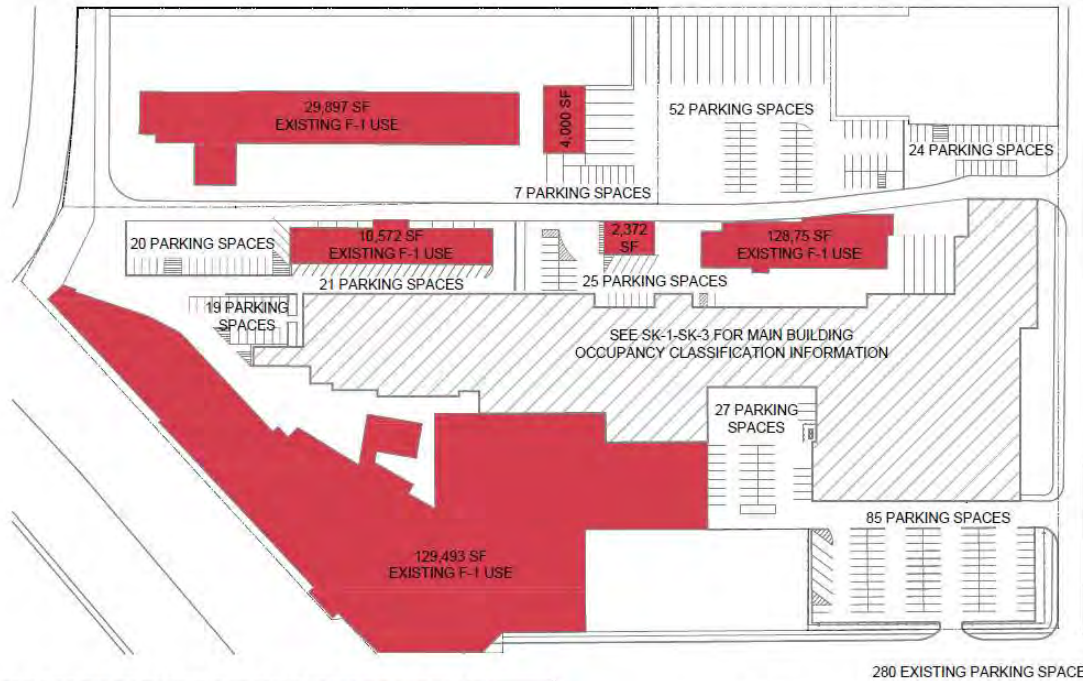 29,897 SF
EXISTING F-1 USE
4,000 SF
52 PARKING SPACES
24 PARKING SPACES
7 PARKING SPACES
20 PARKING SPACES
10,572 SF
EXISTING F-1 USE
2,372
SF
128,75 SF
EXISTING F-1 USE
21 PARKING SPACES
25 PARKING SPACES
19 PARKING
SPACES
SEE SK-1-SK-3 FOR MAIN BUILDING
OCCUPANCY CLASSIFICATION INFORMATION
27 PARKING
SPACES
85 PARKING SPACES
129,493 SF
EXISTING F-1 USE
280 EXISTING PARKING SPACE